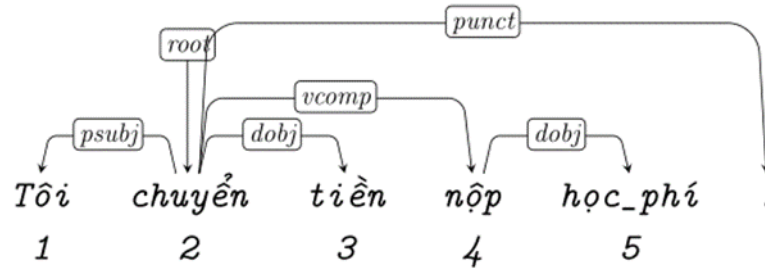 punct
root
vcomp
psubj dobj dobj
Tôi chuyển tiền nộp học_phí
1 2 3 4 5